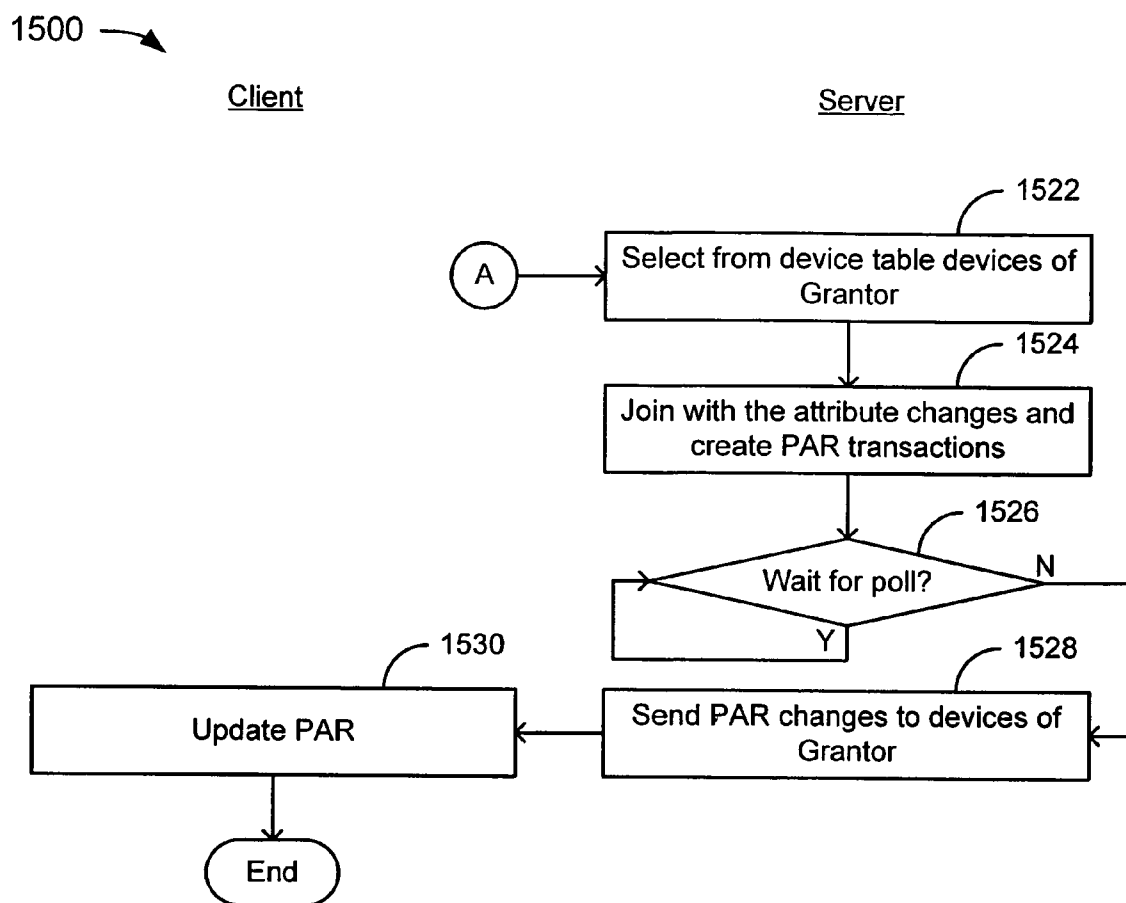 1500
Client
Server
1522
A
Select from device table devices of
Grantor
1524
Join with the attribute changes and
create PAR transactions
1526
Wait for poll?
N
Y
1530
1528
Update PAR
Send PAR changes to devices of
Grantor
End